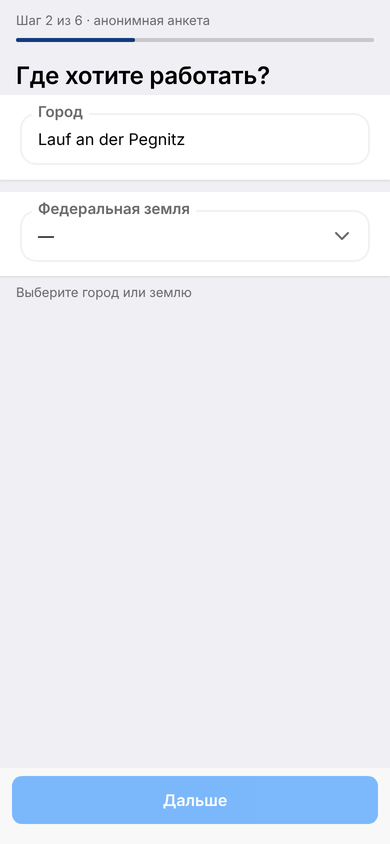 Шаг 2 из 6 · анонимная анкета
Где хотите работать?
Город
Lauf an der Pegnitz
Федеральная земля
—
Выберите город или землю
Дальше